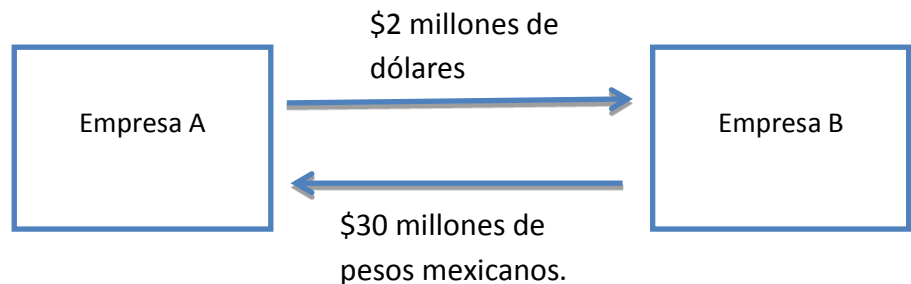 $2 millones de
dólares
Empresa A
Empresa B
$30 millones de
pesos mexicanos.